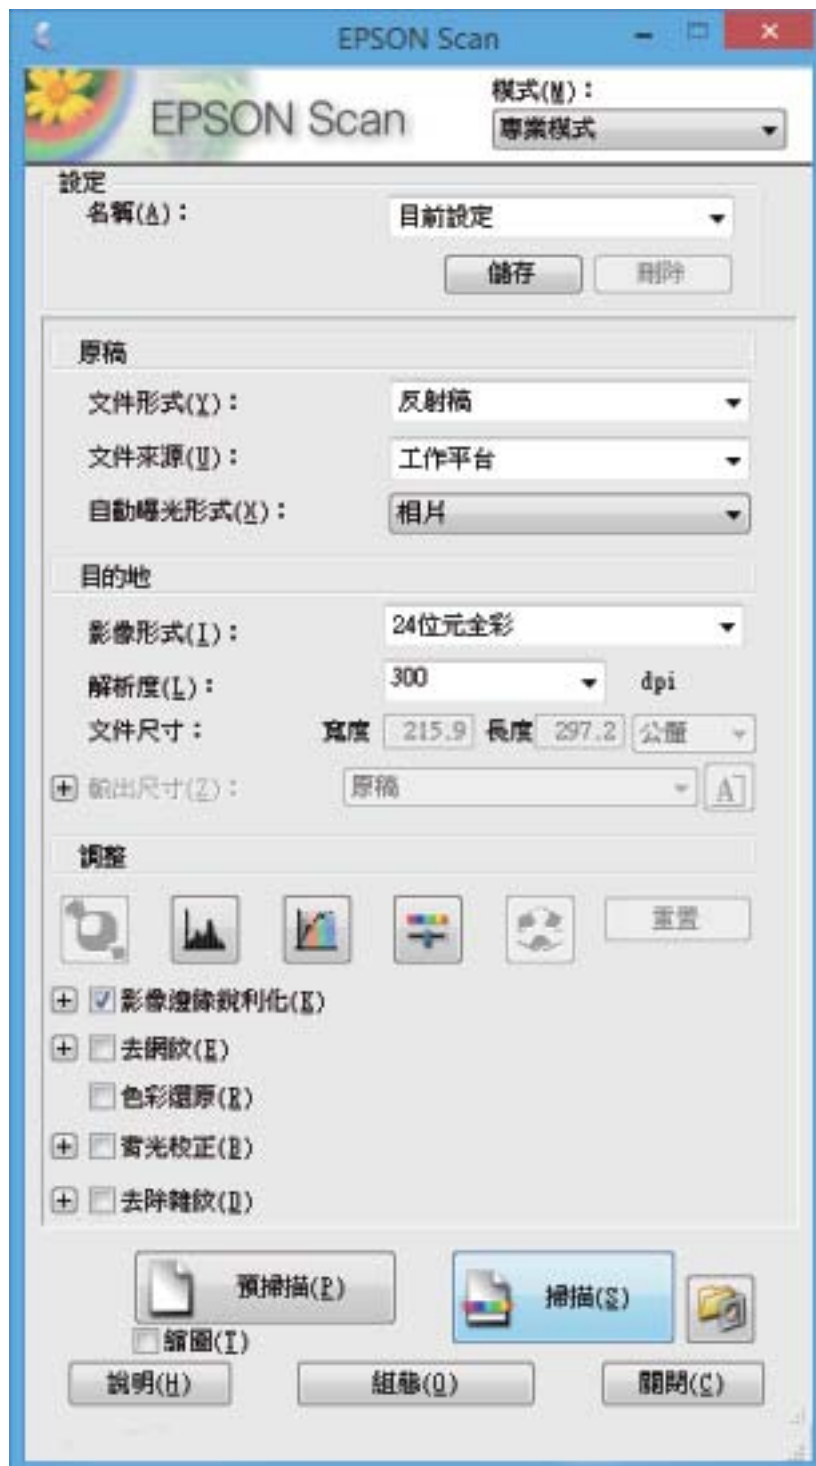 EPSON Scan
EPSON Scan
模式(M)：
專業模式
設定
名稱(A)：
目前設定
儲存
刪除
原稿
文件形式(Y)：
反射稿
文件來源(U)：
工作平台
自動曝光形式(X)：
相片
目的地
影像形式(I)：
24位元全彩
解析度(L)：
300
dpi
文件尺寸：
寬度 215.9 長度 297.2 公釐
輸出尺寸(Z)：
原稿
調整
重置
影像邊緣銳利化(K)
去網紋(E)
色彩還原(R)
背光校正(B)
去除雜紋(D)
預掃描(P)
掃描(S)
縮圖(T)
說明(H)
組態(O)
關閉(C)